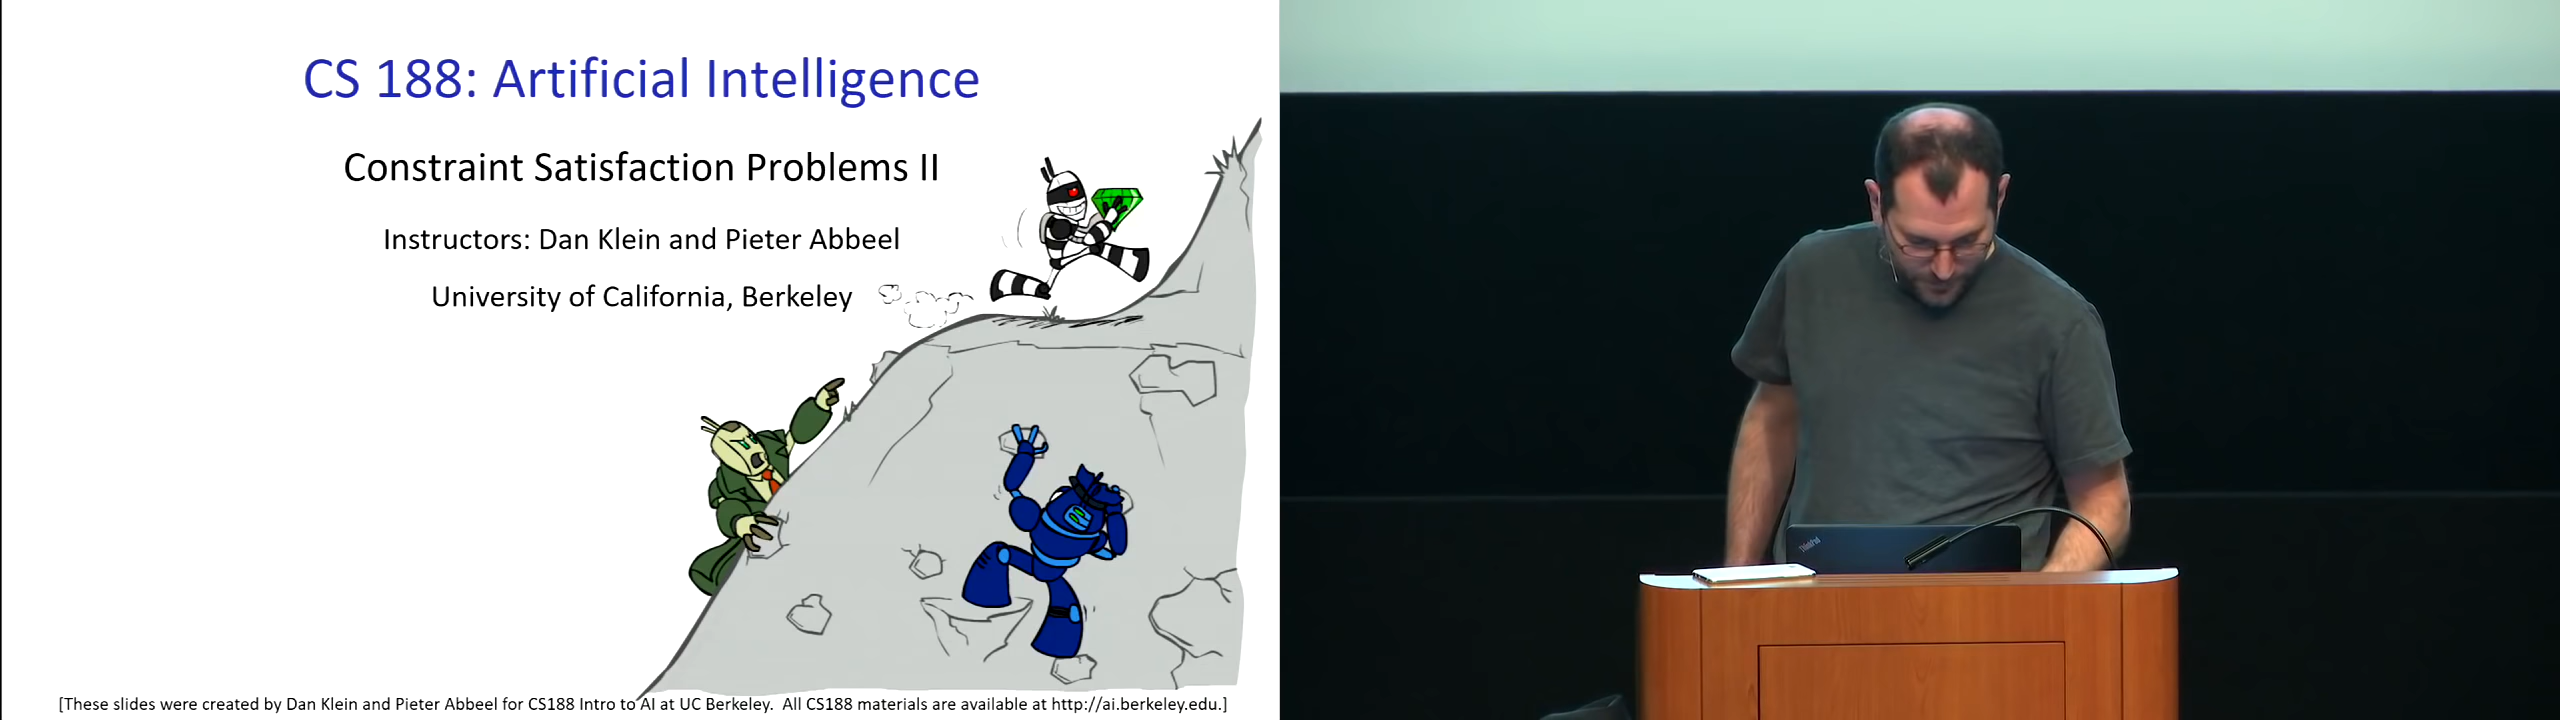 CS 188: Artificial Intelligence
Constraint Satisfaction Problems II
Instructors: Dan Klein and Pieter Abbeel
University of California, Berkeley
[These slides were created by Dan Klein and Pieter Abbeel for CS188 Intro to AI at UC Berkeley.  All CS188 materials are available at http://ai.berkeley.edu.]
ThinkPad